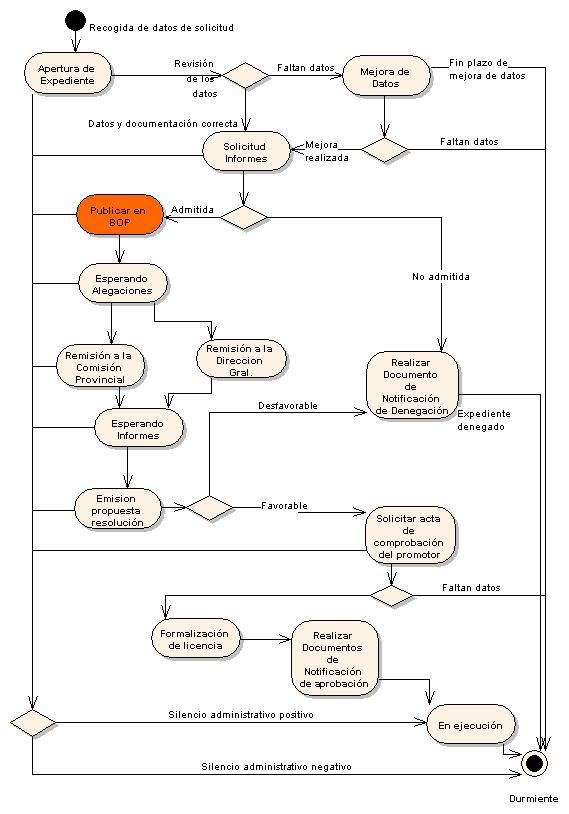 Recogida de datos de solicitud
Apertura de
Expediente
Revisión
de los
datos
Faltan datos
Mejora de
Datos
Fin plazo de
mejora de datos
Datos y documentación correcta
Solicitud
Informes
Mejora
realizada
Faltan datos
Publicar en
BOP
Admitida
No admitida
Esperando
Alegaciones
Remisión a la
Comisión
Provincial
Remisión a la
Direccion
Gral.
Realizar
Documento
de
Notificación
de Denegación
Esperando
Informes
Desfavorable
Expediente
denegado
Emision
propuesta
resolución
Favorable
Solicitar acta
de
comprobación
del promotor
Faltan datos
Formalización
de licencia
Realizar
Documentos
de
Notificación
de aprobación
Silencio administrativo positivo
En ejecución
Silencio administrativo negativo
Durmiente